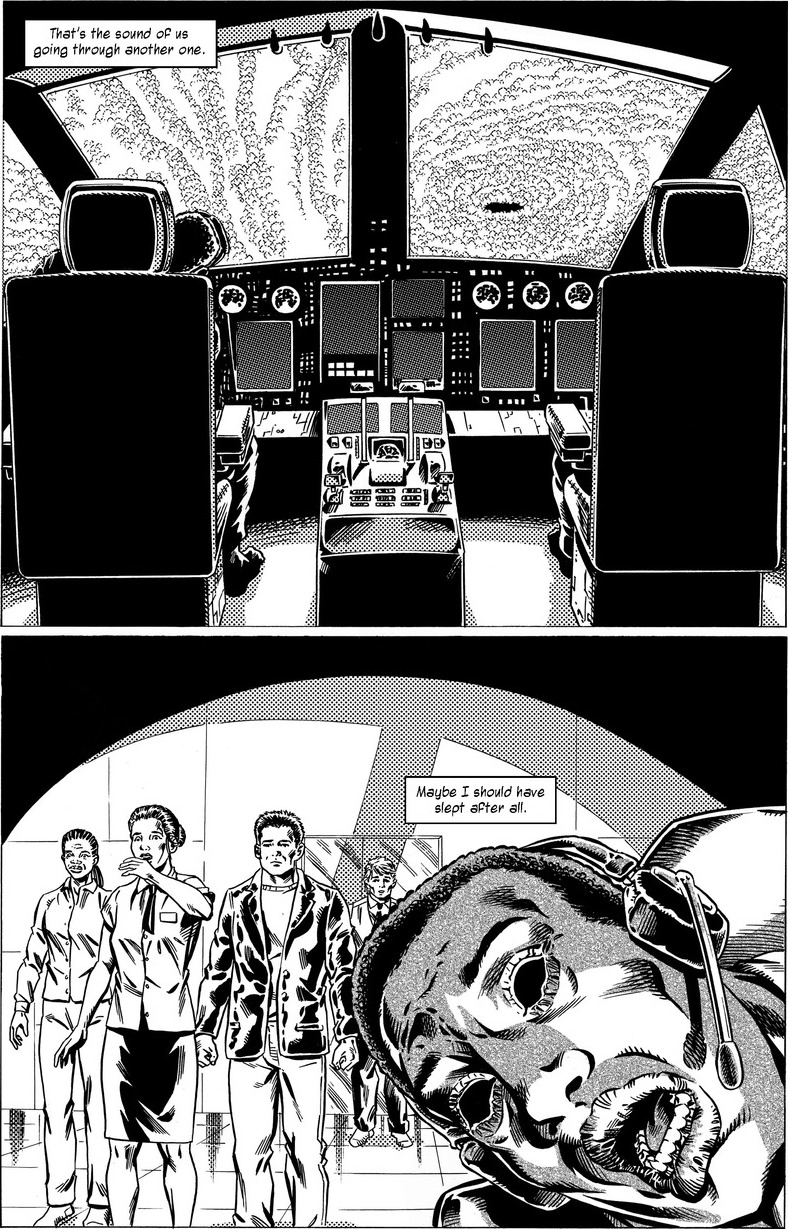 That's the sound of us
going through another one.
Maybe I should have
slept after all.